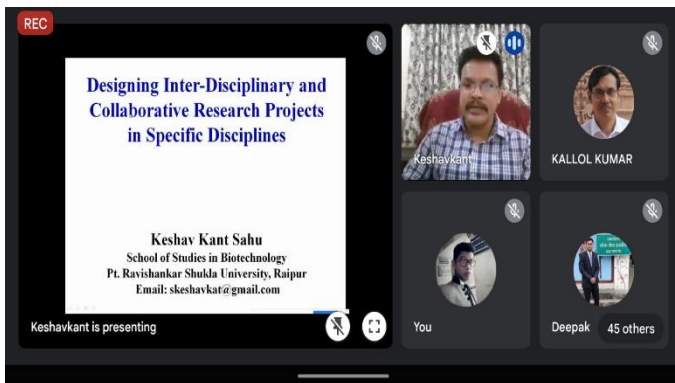 REC
Designing Inter-Disciplinary and
Collaborative Research Projects
in Specific Disciplines
Keshav Kant Sahu
School of Studies in Biotechnology
Pt. Ravishankar Shukla University, Raipur
Email: skeshavkat@gmail.com
Keshavkant is presenting
Keshavkant
KALLOL KUMAR
You
Deepak
45 others